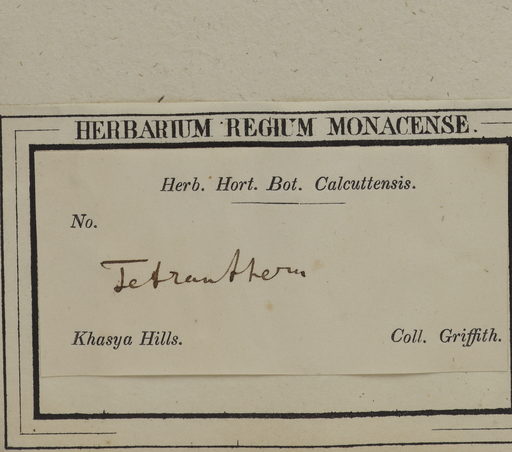 HERBARIUM REGIUM MONACENSE.
Herb. Hort. Bot. Calcuttensis.
No.
Tetranthera
Khasya Hills.
Coll. Griffith.